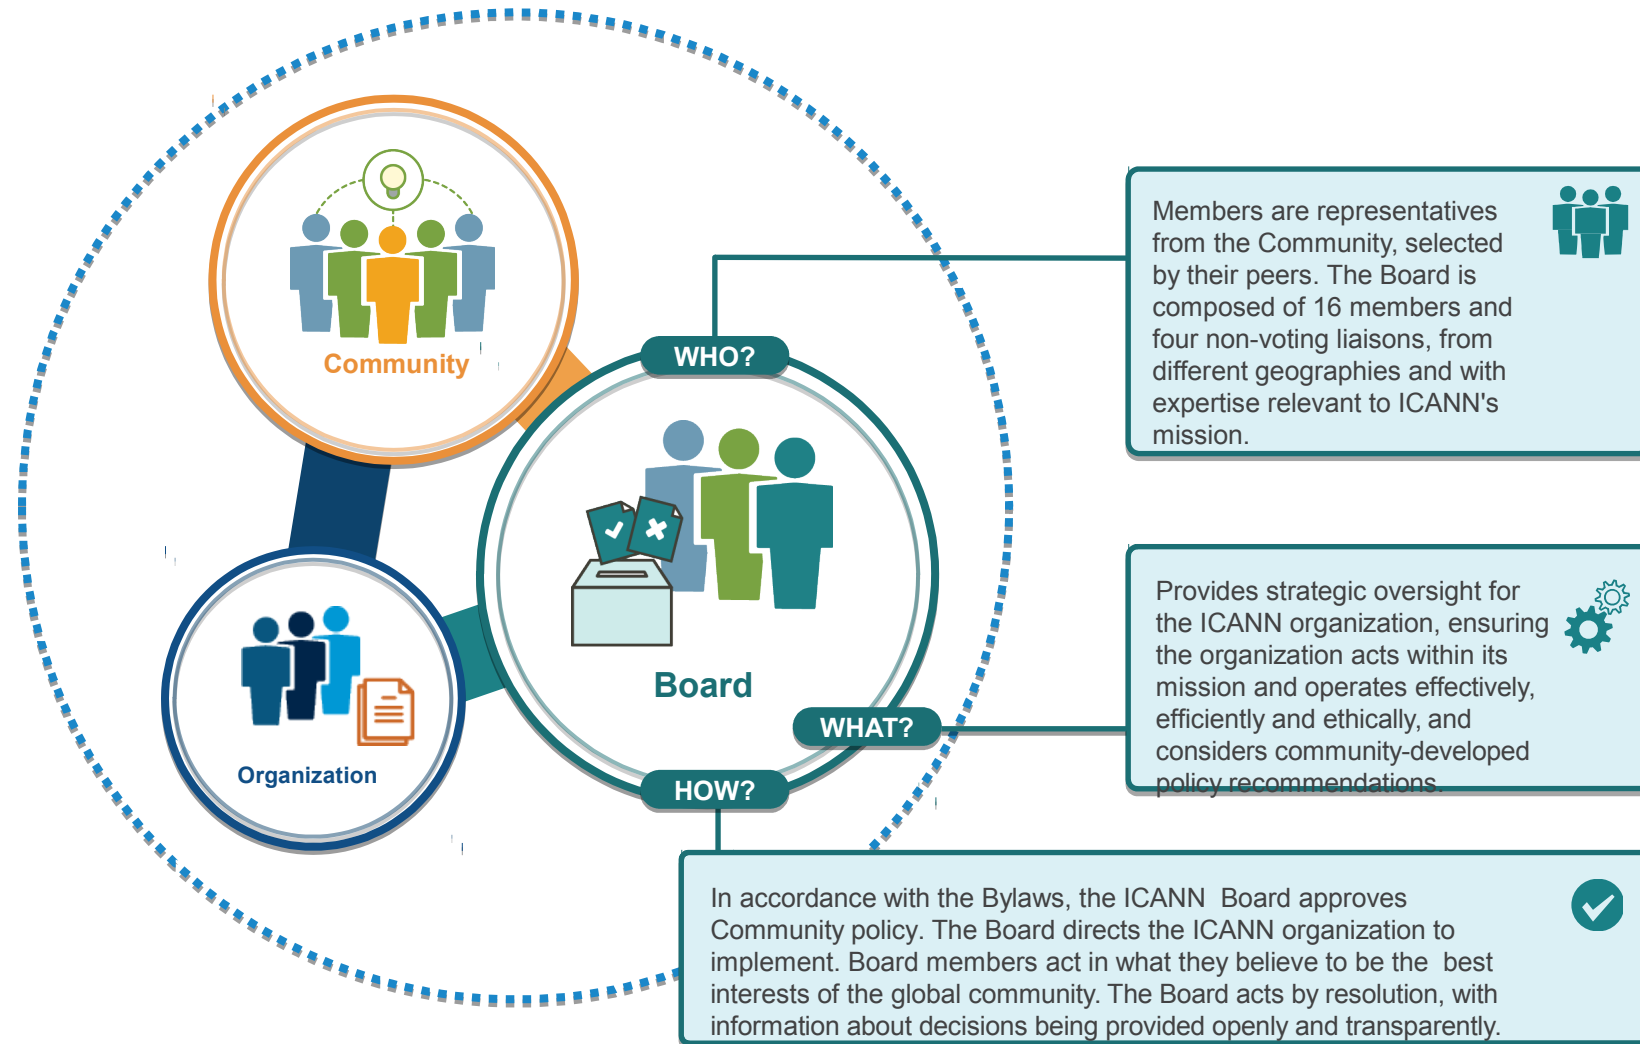 Community
WHO?
Members are representatives
from the Community, selected
by their peers. The Board is
composed of 16 members and
four non-voting liaisons, from
different geographies and with
expertise relevant to ICANN's
mission.
Organization
Board
WHAT?
Provides strategic oversight for
the ICANN organization, ensuring
the organization acts within its
mission and operates effectively,
efficiently and ethically, and
considers community-developed
policy recommendations.
HOW?
In accordance with the Bylaws, the ICANN  Board approves
Community policy. The Board directs the ICANN organization to
implement. Board members act in what they believe to be the  best
interests of the global community. The Board acts by resolution, with
information about decisions being provided openly and transparently.